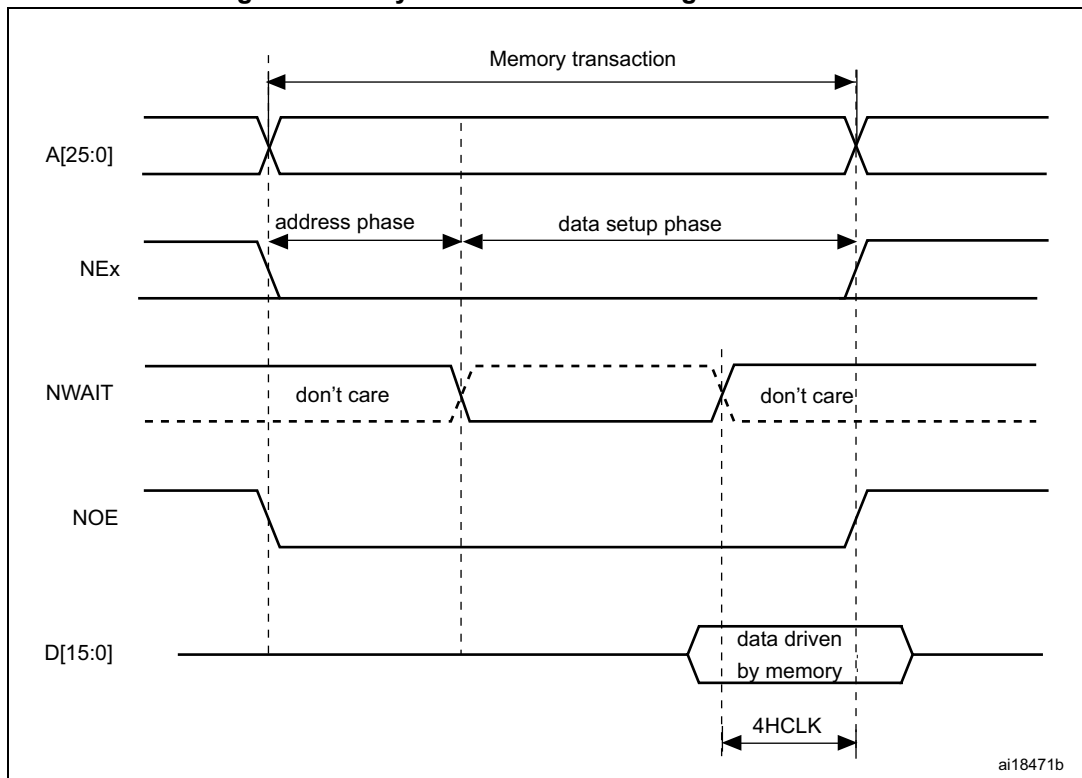 Memory transaction
A[25:0]
address phase
data setup phase
NEx
NWAIT
don't care
don't care
NOE
D[15:0]
data driven
by memory
4HCLK
ai18471b